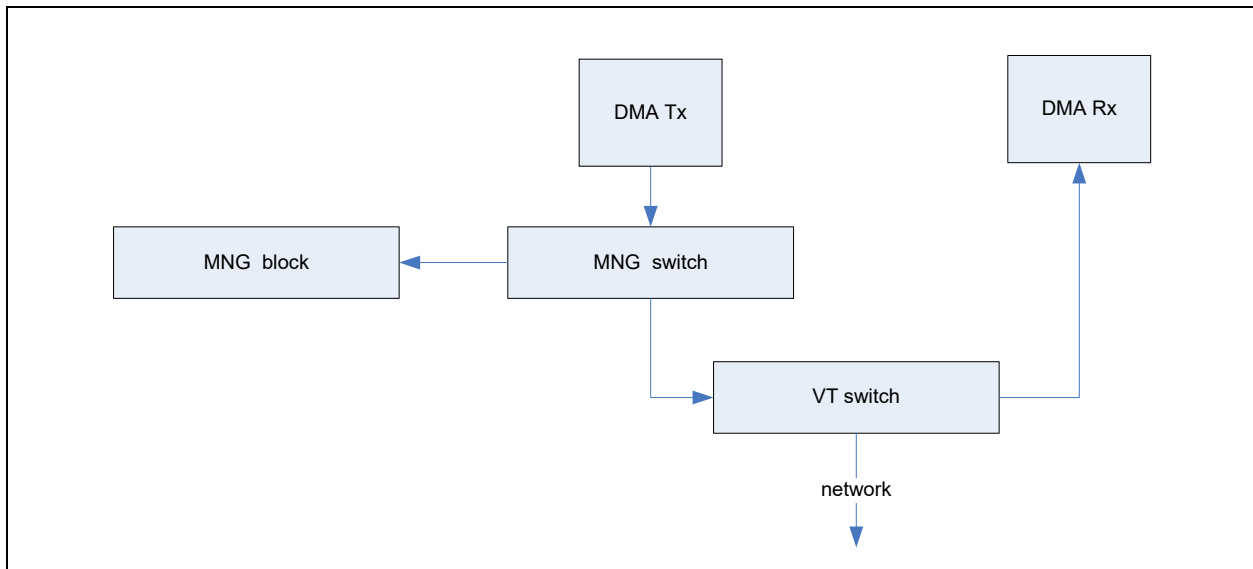 DMA Tx
DMA Rx
MNG block
MNG switch
VT switch
network